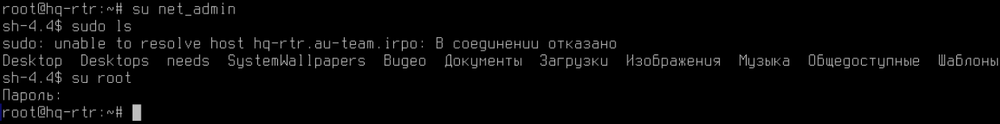 root@hq-rtr:~# su net_admin
sh-4.4$ sudo ls
sudo: unable to resolve host hq-rtr.au-team.irpo: В соединении отказано
Desktop  Desktops  needs  SystemWallpapers  Видео  Документы  Загрузки  Изображения  Музыка  Общедоступные  Шаблоны
sh-4.4$ su root
Пароль:
root@hq-rtr:~#